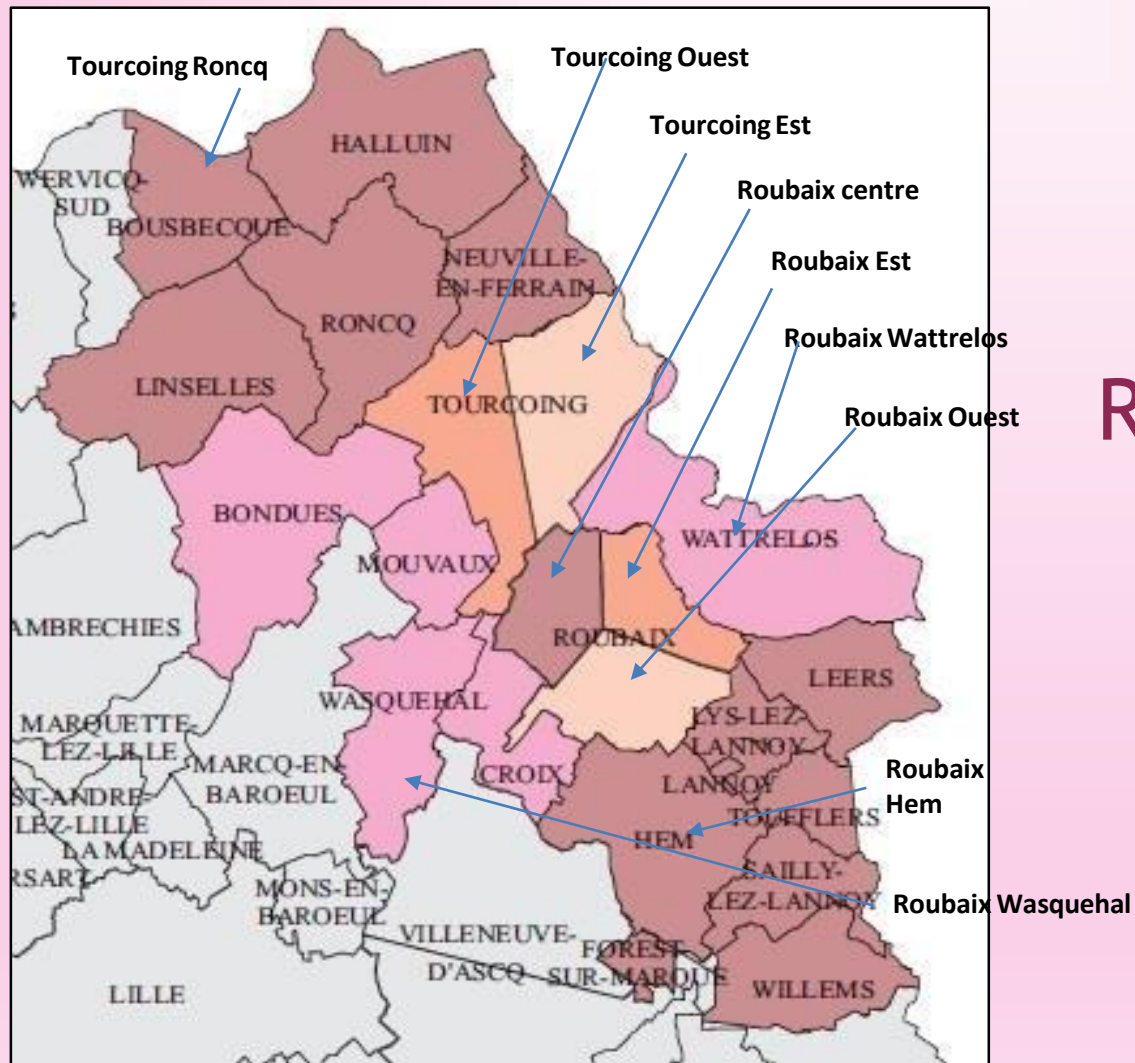 Tourcoing Ouest
Tourcoing Roncq
Tourcoing Est
HALLUIN
WERVICQ-
SUD
Roubaix centre
BOUSBECQUE
NEUVILLE-
EN-FERRAIN
Roubaix Est
RONCQ
Roubaix Wattrelos
LINSELLES
TOURCOING
Roubaix Ouest
R
BONDUES
WATTRELOS
MOUVAUX
AMBRECHIES
ROUBAIX
LEERS
WASQUEHAL
LYS-LEZ-
LANNOY
MARQUETTE-
LEZ-LILLE
MARCQ-EN-
BAROEUL
CROIX
LANNOY
Roubaix
Hem
ST-ANDRE-
LEZ-LILLE
TOUFFLERS
HEM
LA MADELEINE
SAILLY-
LEZ-LANNOY
RSART
MONS-EN-
BAROEUL
Roubaix Wasquehal
VILLENEUVE-
D'ASCQ
FOREST-
SUR-MARQUE
WILLEMS
LILLE